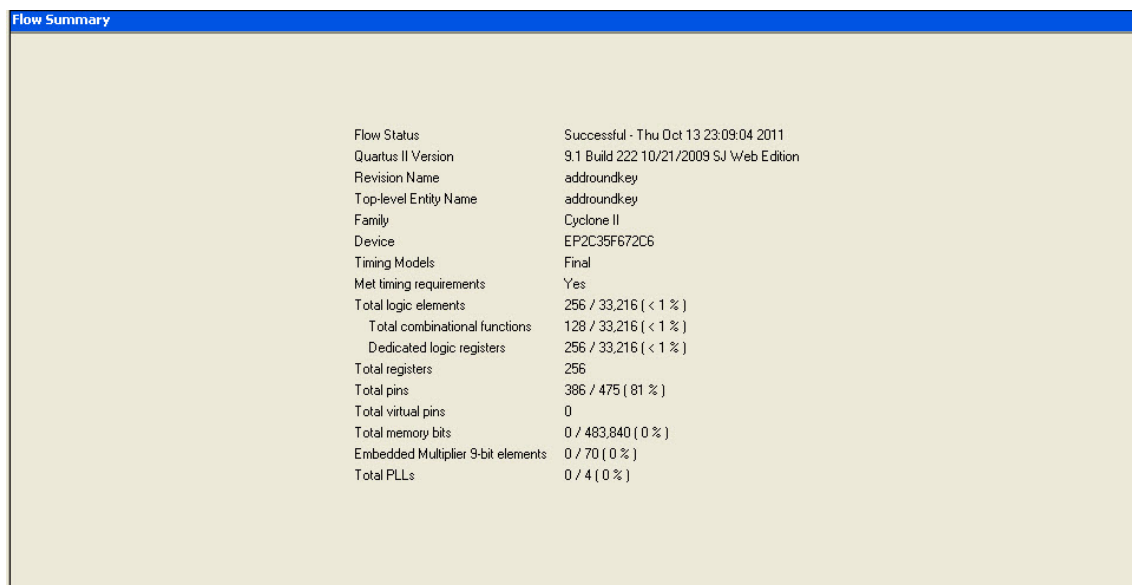 Flow Summary
Flow Status Successful - Thu Oct 13 23:09:04 2011
Quartus II Version 9.1 Build 222 10/21/2009 SJ Web Edition
Revision Name addroundkey
Top-level Entity Name addroundkey
Family Cyclone II
Device EP2C35F672C6
Timing Models Final
Met timing requirements Yes
Total logic elements 256 / 33,216 ( < 1 % )
Total combinational functions 128 / 33,216 ( < 1 % )
Dedicated logic registers 256 / 33,216 ( < 1 % )
Total registers 256
Total pins 386 / 475 ( 81 % )
Total virtual pins 0
Total memory bits 0 / 483,840 ( 0 % )
Embedded Multiplier 9-bit elements 0 / 70 ( 0 % )
Total PLLs 0 / 4 ( 0 % )